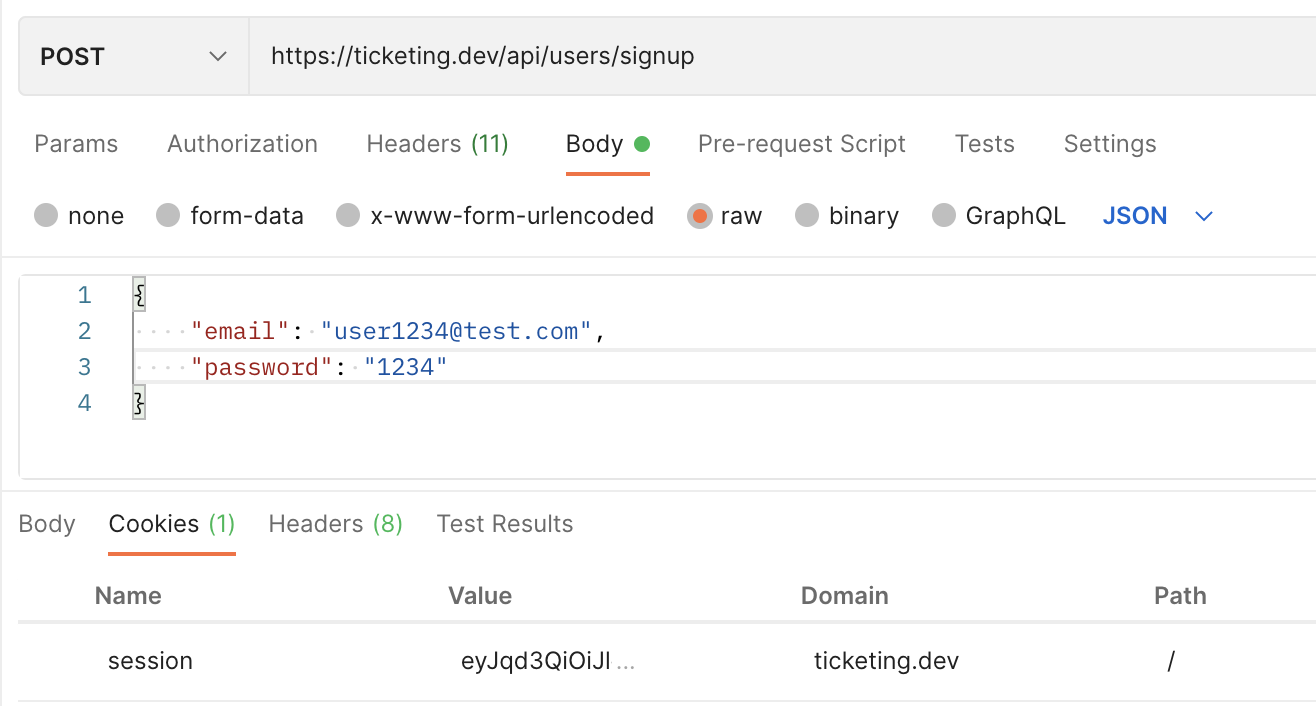 POST https://ticketing.dev/api/users/signup
Params Authorization Headers (11) Body Pre-request Script Tests Settings
none form-data x-www-form-urlencoded raw binary GraphQL JSON
1 {
2 "email": "user1234@test.com",
3 "password": "1234"
4 }
Body Cookies (1) Headers (8) Test Results
Name Value Domain Path
session eyJqd3QiOiJl... ticketing.dev /